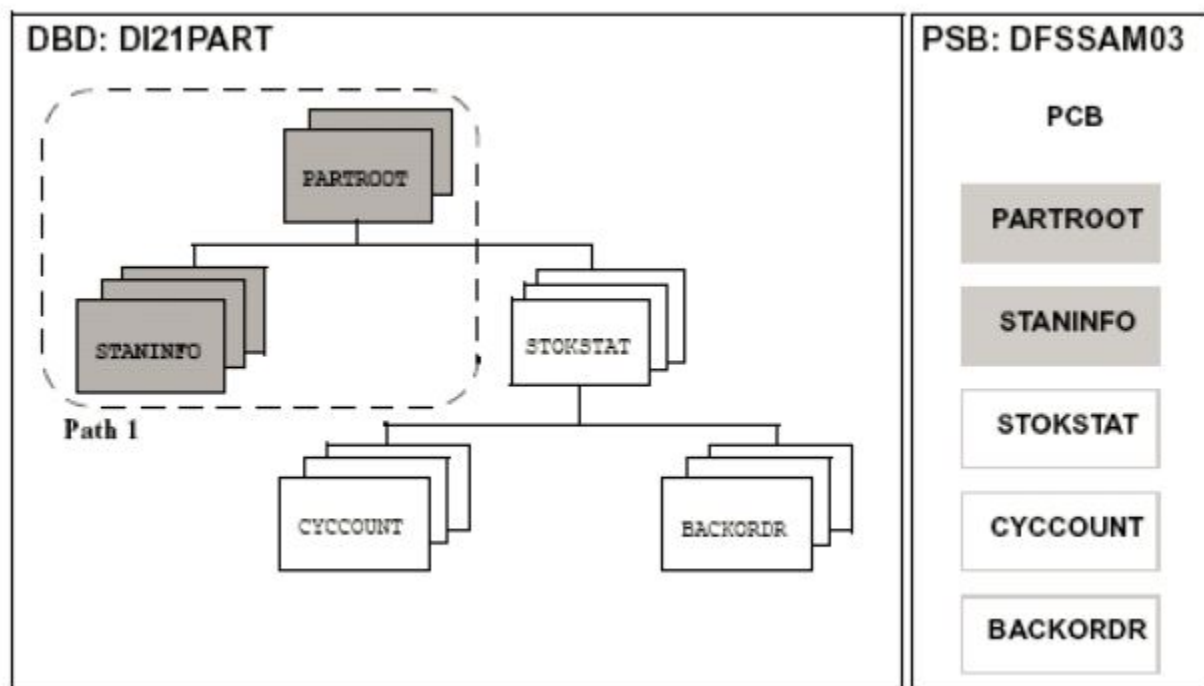 DBD: DI21PART
PARTROOT
STANINFO
STOKSTAT
Path 1
CYCCOUNT
BACKORDR
PSB: DFSSAM03
PCB
PARTROOT
STANINFO
STOKSTAT
CYCCOUNT
BACKORDR